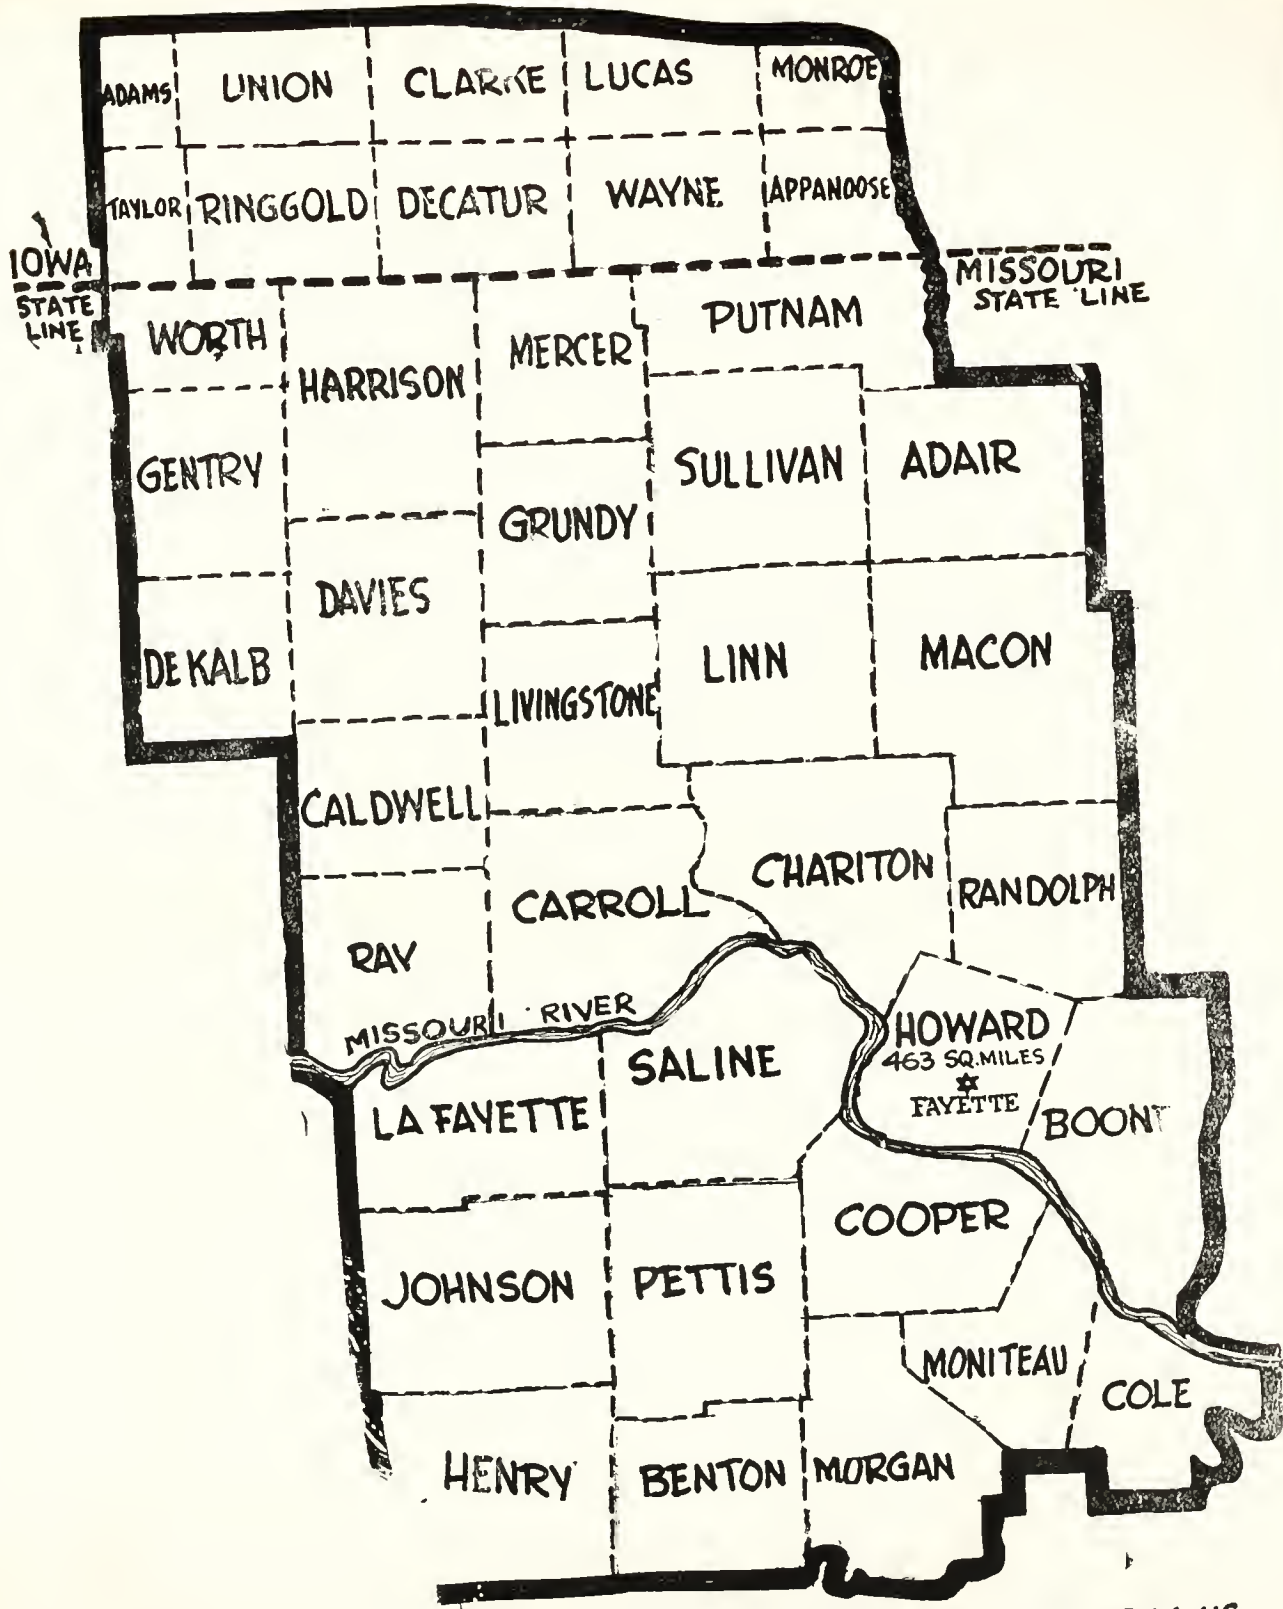 ADAMS
UNION
CLARKE
LUCAS
MONROE
TAYLOR
RINGGOLD
DECATUR
WAYNE
APPANOOSE
IOWA
STATE
LINE
MISSOURI
STATE LINE
WORTH
HARRISON
MERCER
PUTNAM
GENTRY
GRUNDY
SULLIVAN
ADAIR
DAVIES
DE KALB
LIVINGSTONE
LINN
MACON
CALDWELL
CARROLL
CHARITON
RANDOLPH
RAY
MISSOURI RIVER
SALINE
HOWARD
463 SQ. MILES
FAYETTE
BOONE
LA FAYETTE
COOPER
JOHNSON
PETTIS
MONITEAU
COLE
HENRY
BENTON
MORGAN